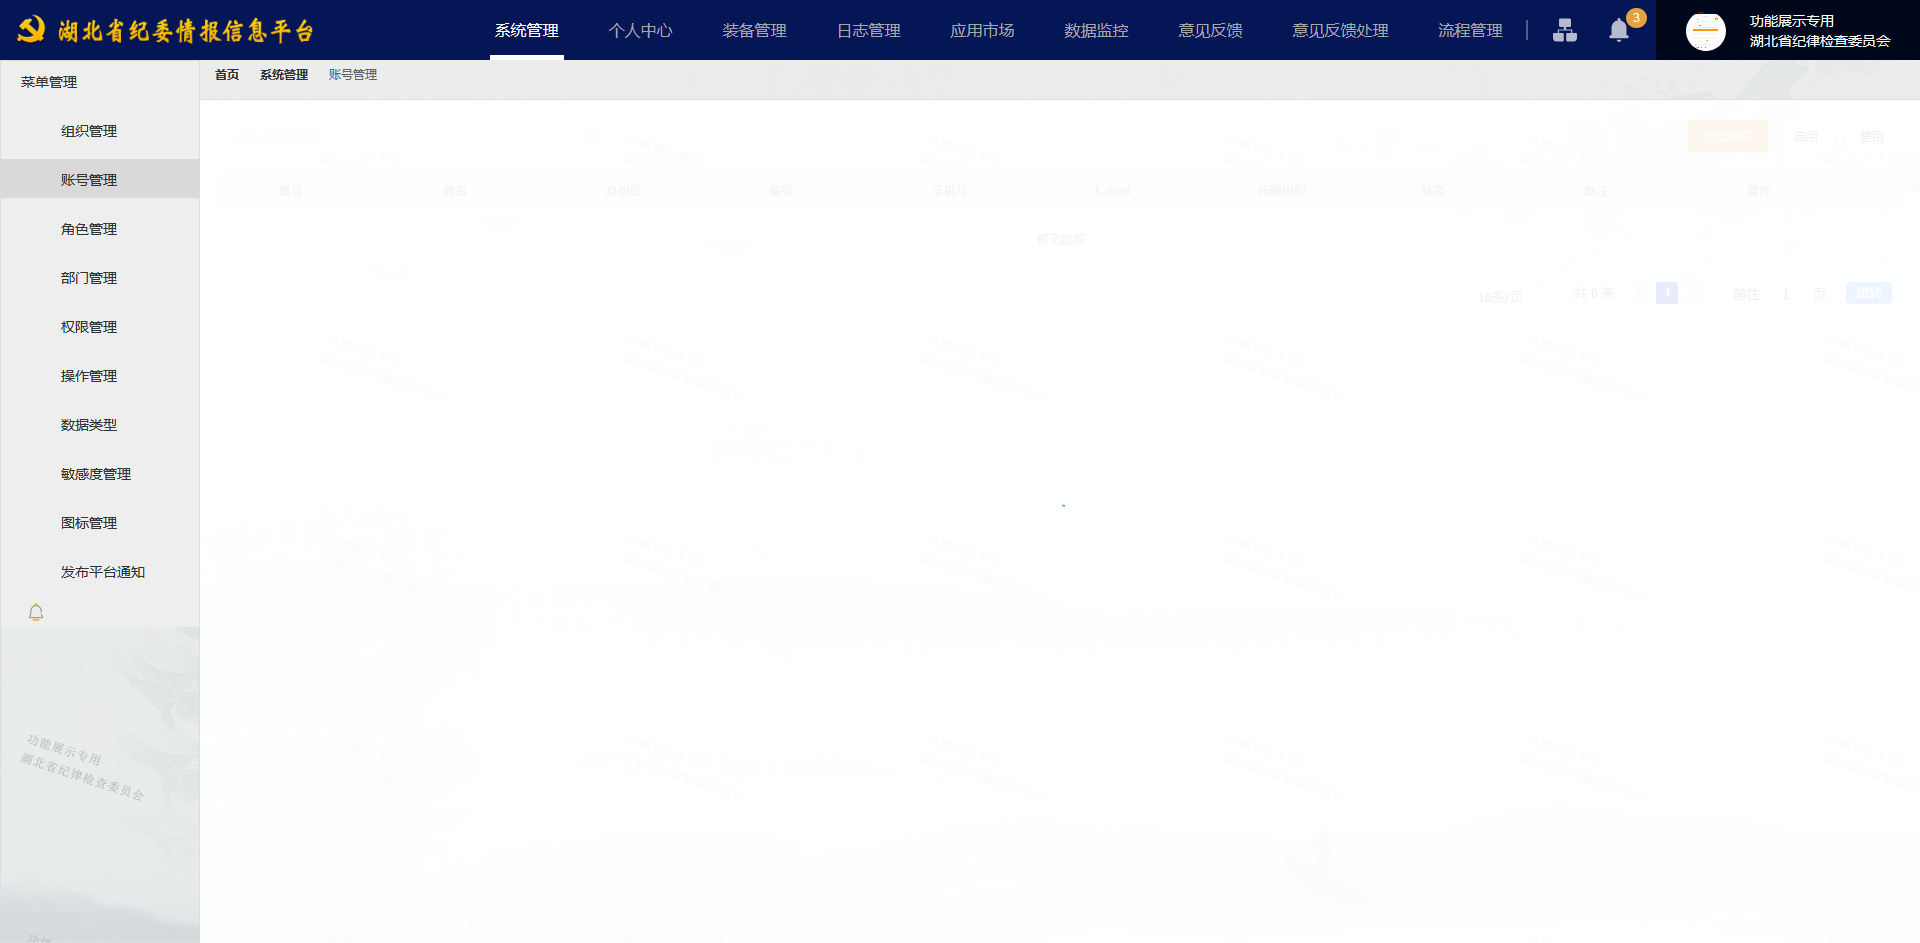 湖北省纪委情报信息平台
系统管理 个人中心 装备管理 日志管理 应用市场 数据监控 意见反馈 意见反馈处理 流程管理
3
功能展示专用
湖北省纪律检查委员会
首页 系统管理 账号管理
菜单管理
组织管理
账号管理
角色管理
部门管理
权限管理
操作管理
数据类型
敏感度管理
图标管理
发布平台通知
启用 禁用
账号 姓名 身份证 编号 手机号 E-mail 所属组织 状态 备注 操作
暂无数据
10条/页 共 0 条 1 前往 1 页 跳转
功能展示专用
湖北省纪律检查委员会